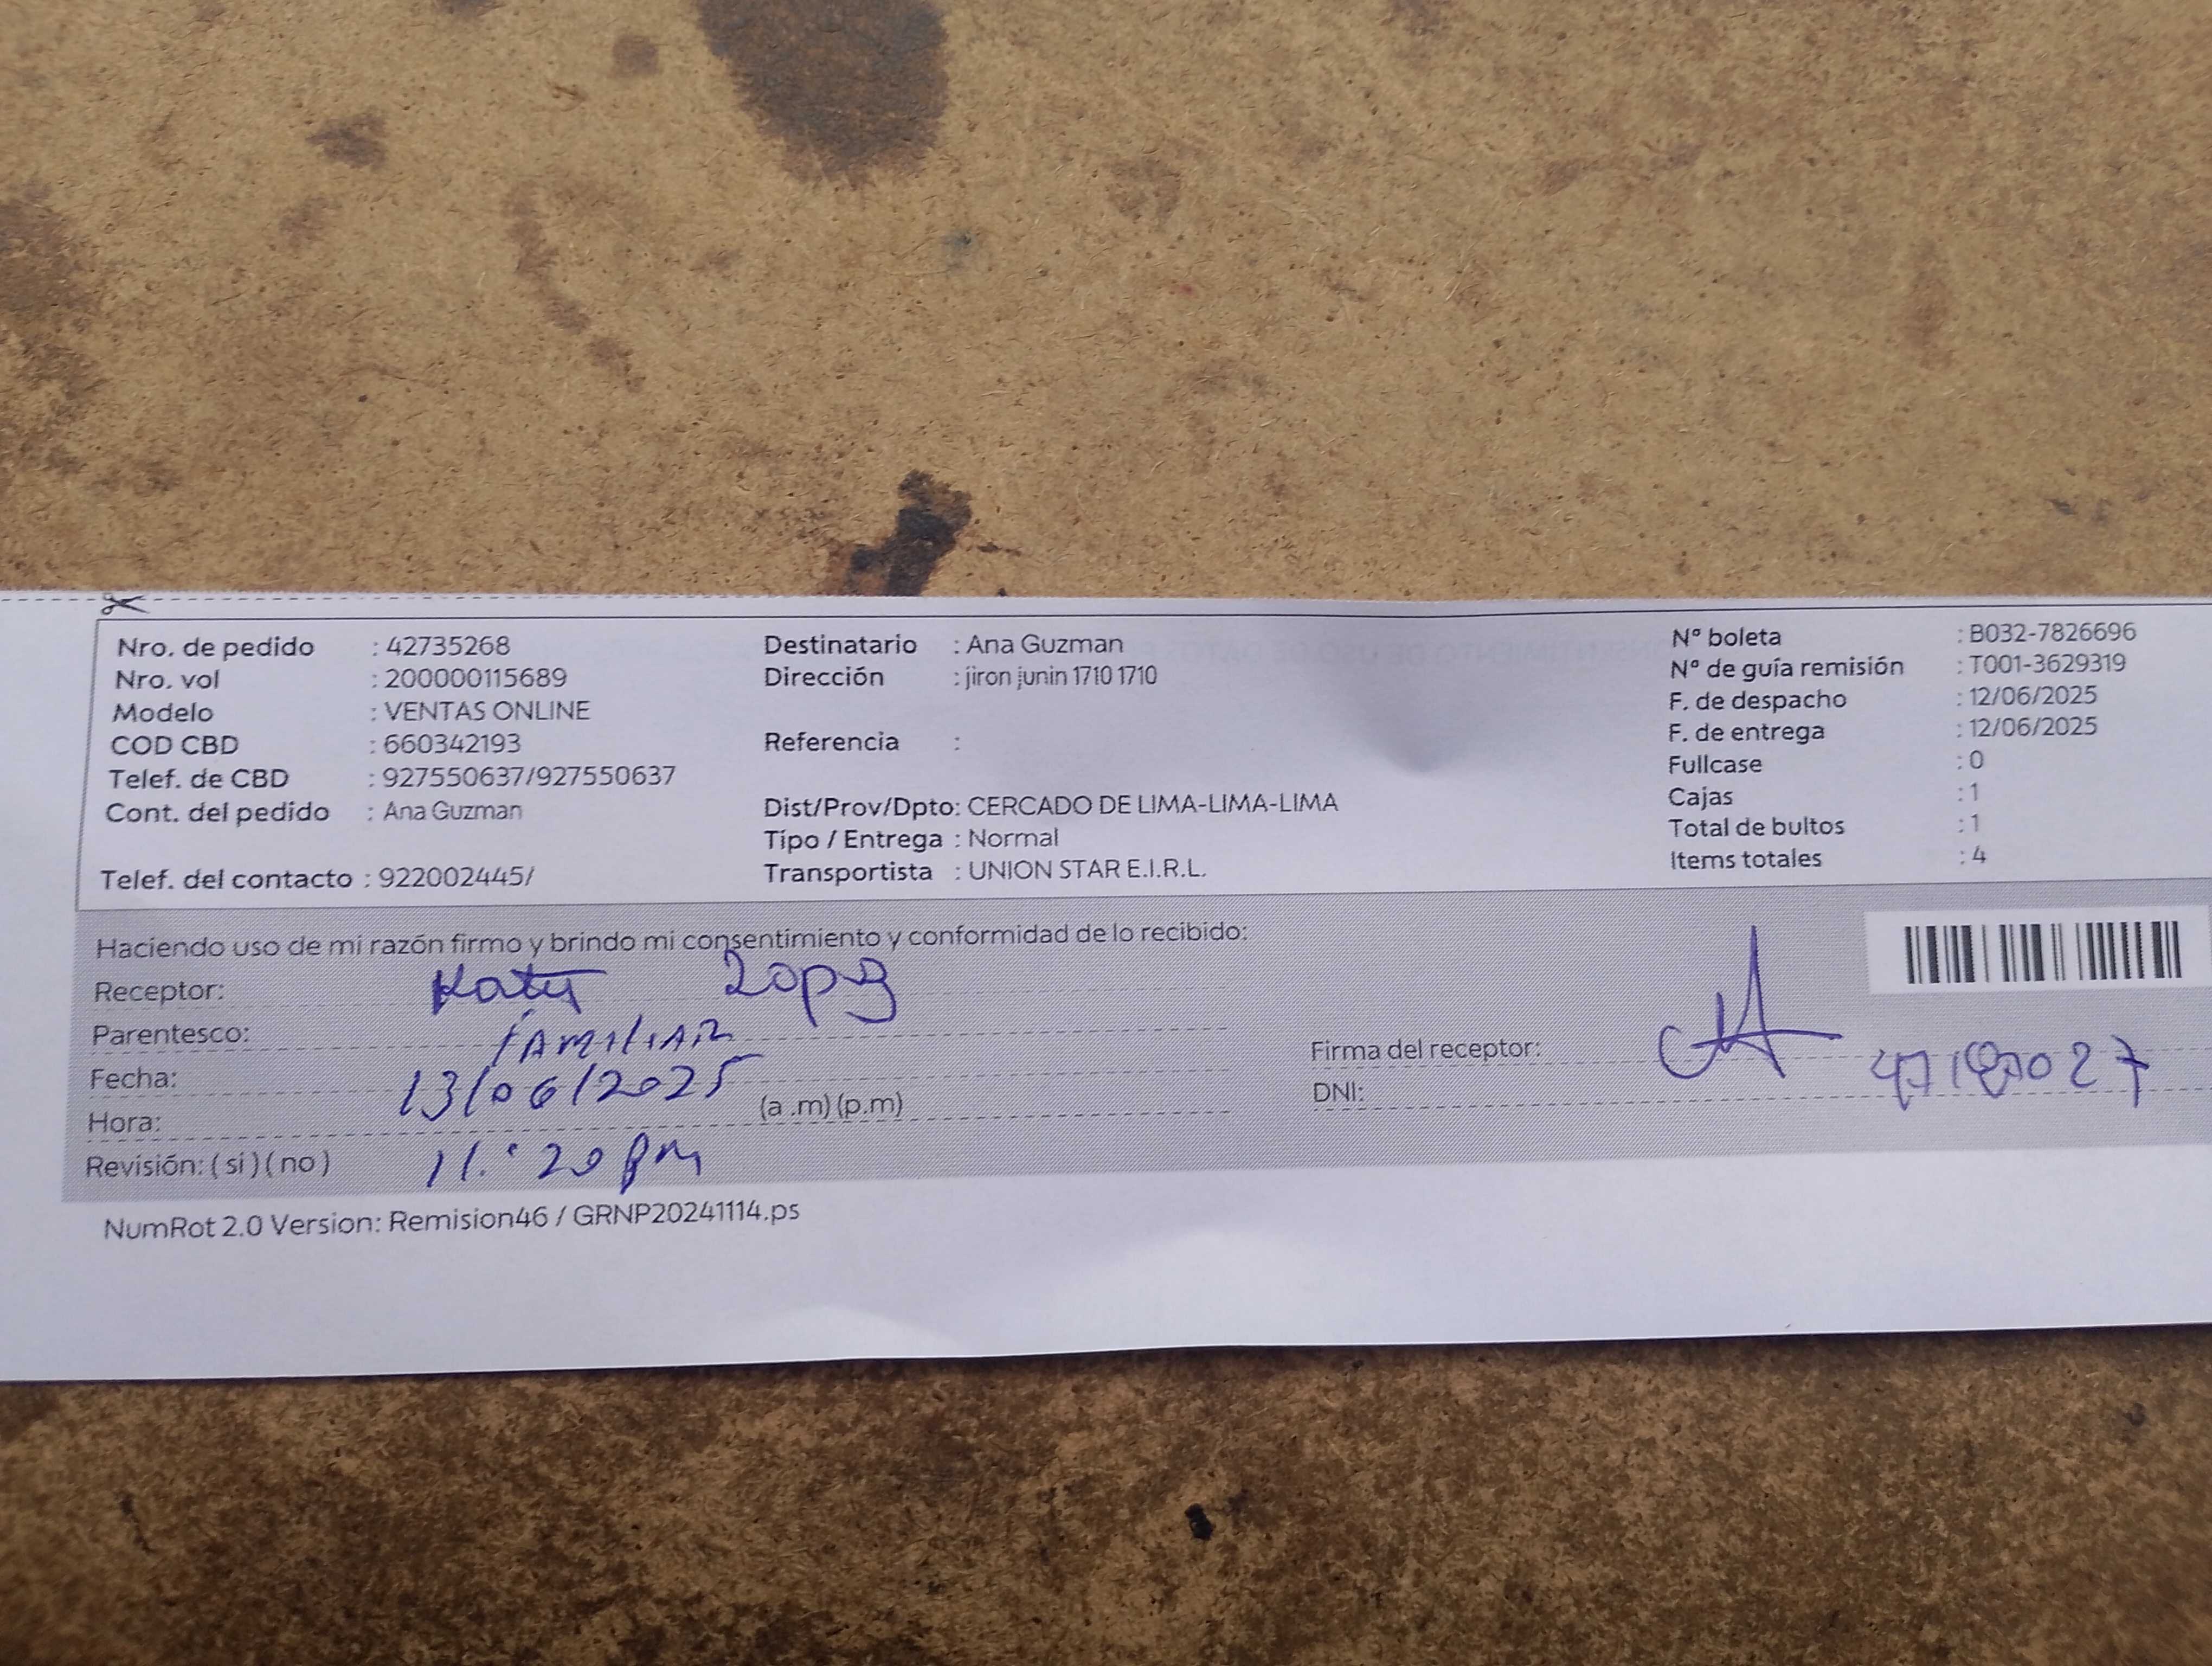 Nro. de pedido : 42735268
Nro. vol : 200000115689
Modelo : VENTAS ONLINE
COD CBD : 660342193
Telef. de CBD : 927550637/927550637
Cont. del pedido : Ana Guzman
Telef. del contacto : 922002445/
Destinatario : Ana Guzman
Dirección : jiron junin 1710 1710
Referencia :
Dist/Prov/Dpto: CERCADO DE LIMA-LIMA-LIMA
Tipo / Entrega : Normal
Transportista : UNION STAR E.I.R.L.
Nº boleta : B032-7826696
Nº de guía remisión : T001-3629319
F. de despacho : 12/06/2025
F. de entrega : 12/06/2025
Fullcase : 0
Cajas : 1
Total de bultos : 1
Items totales : 4
Haciendo uso de mi razón firmo y brindo mi consentimiento y conformidad de lo recibido:
Receptor:
Parentesco: FAMILIAR
Fecha: 13/06/2025
Hora: (a .m) (p.m)
Revisión: ( si ) ( no ) 11:20 pm
Firma del receptor:
DNI:
NumRot 2.0 Version: Remision46 / GRNP20241114.ps